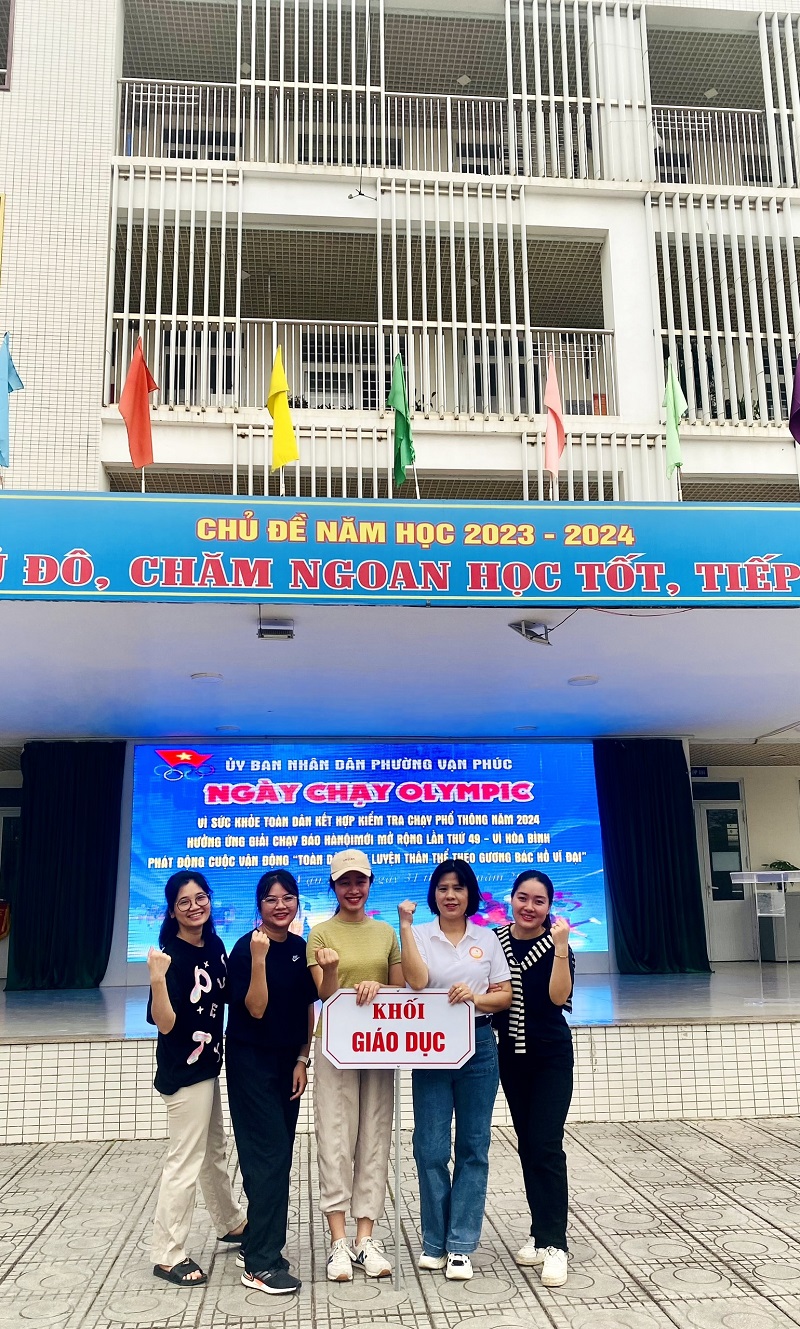 CHỦ ĐỀ NĂM HỌC 2023 - 2024
ĐÔ, CHĂM NGOAN HỌC TỐT, TIẾP
ỦY BAN NHÂN DÂN PHƯỜNG VẠN PHÚC
NGÀY CHẠY OLYMPIC
VÌ SỨC KHỎE TOÀN DÂN KẾT HỢP KIỂM TRA CHẠY PHỔ THÔNG NĂM 2024
HƯỞNG ỨNG GIẢI CHẠY BÁO HÀNỘIMỚI MỞ RỘNG LẦN THỨ 49 - VÌ HÒA BÌNH
PHÁT ĐỘNG CUỘC VẬN ĐỘNG "TOÀN LUYỆN THÂN THỂ THEO GƯƠNG BÁC HỒ VĨ ĐẠI"
ngày 31
KHỐI
GIÁO DỤC